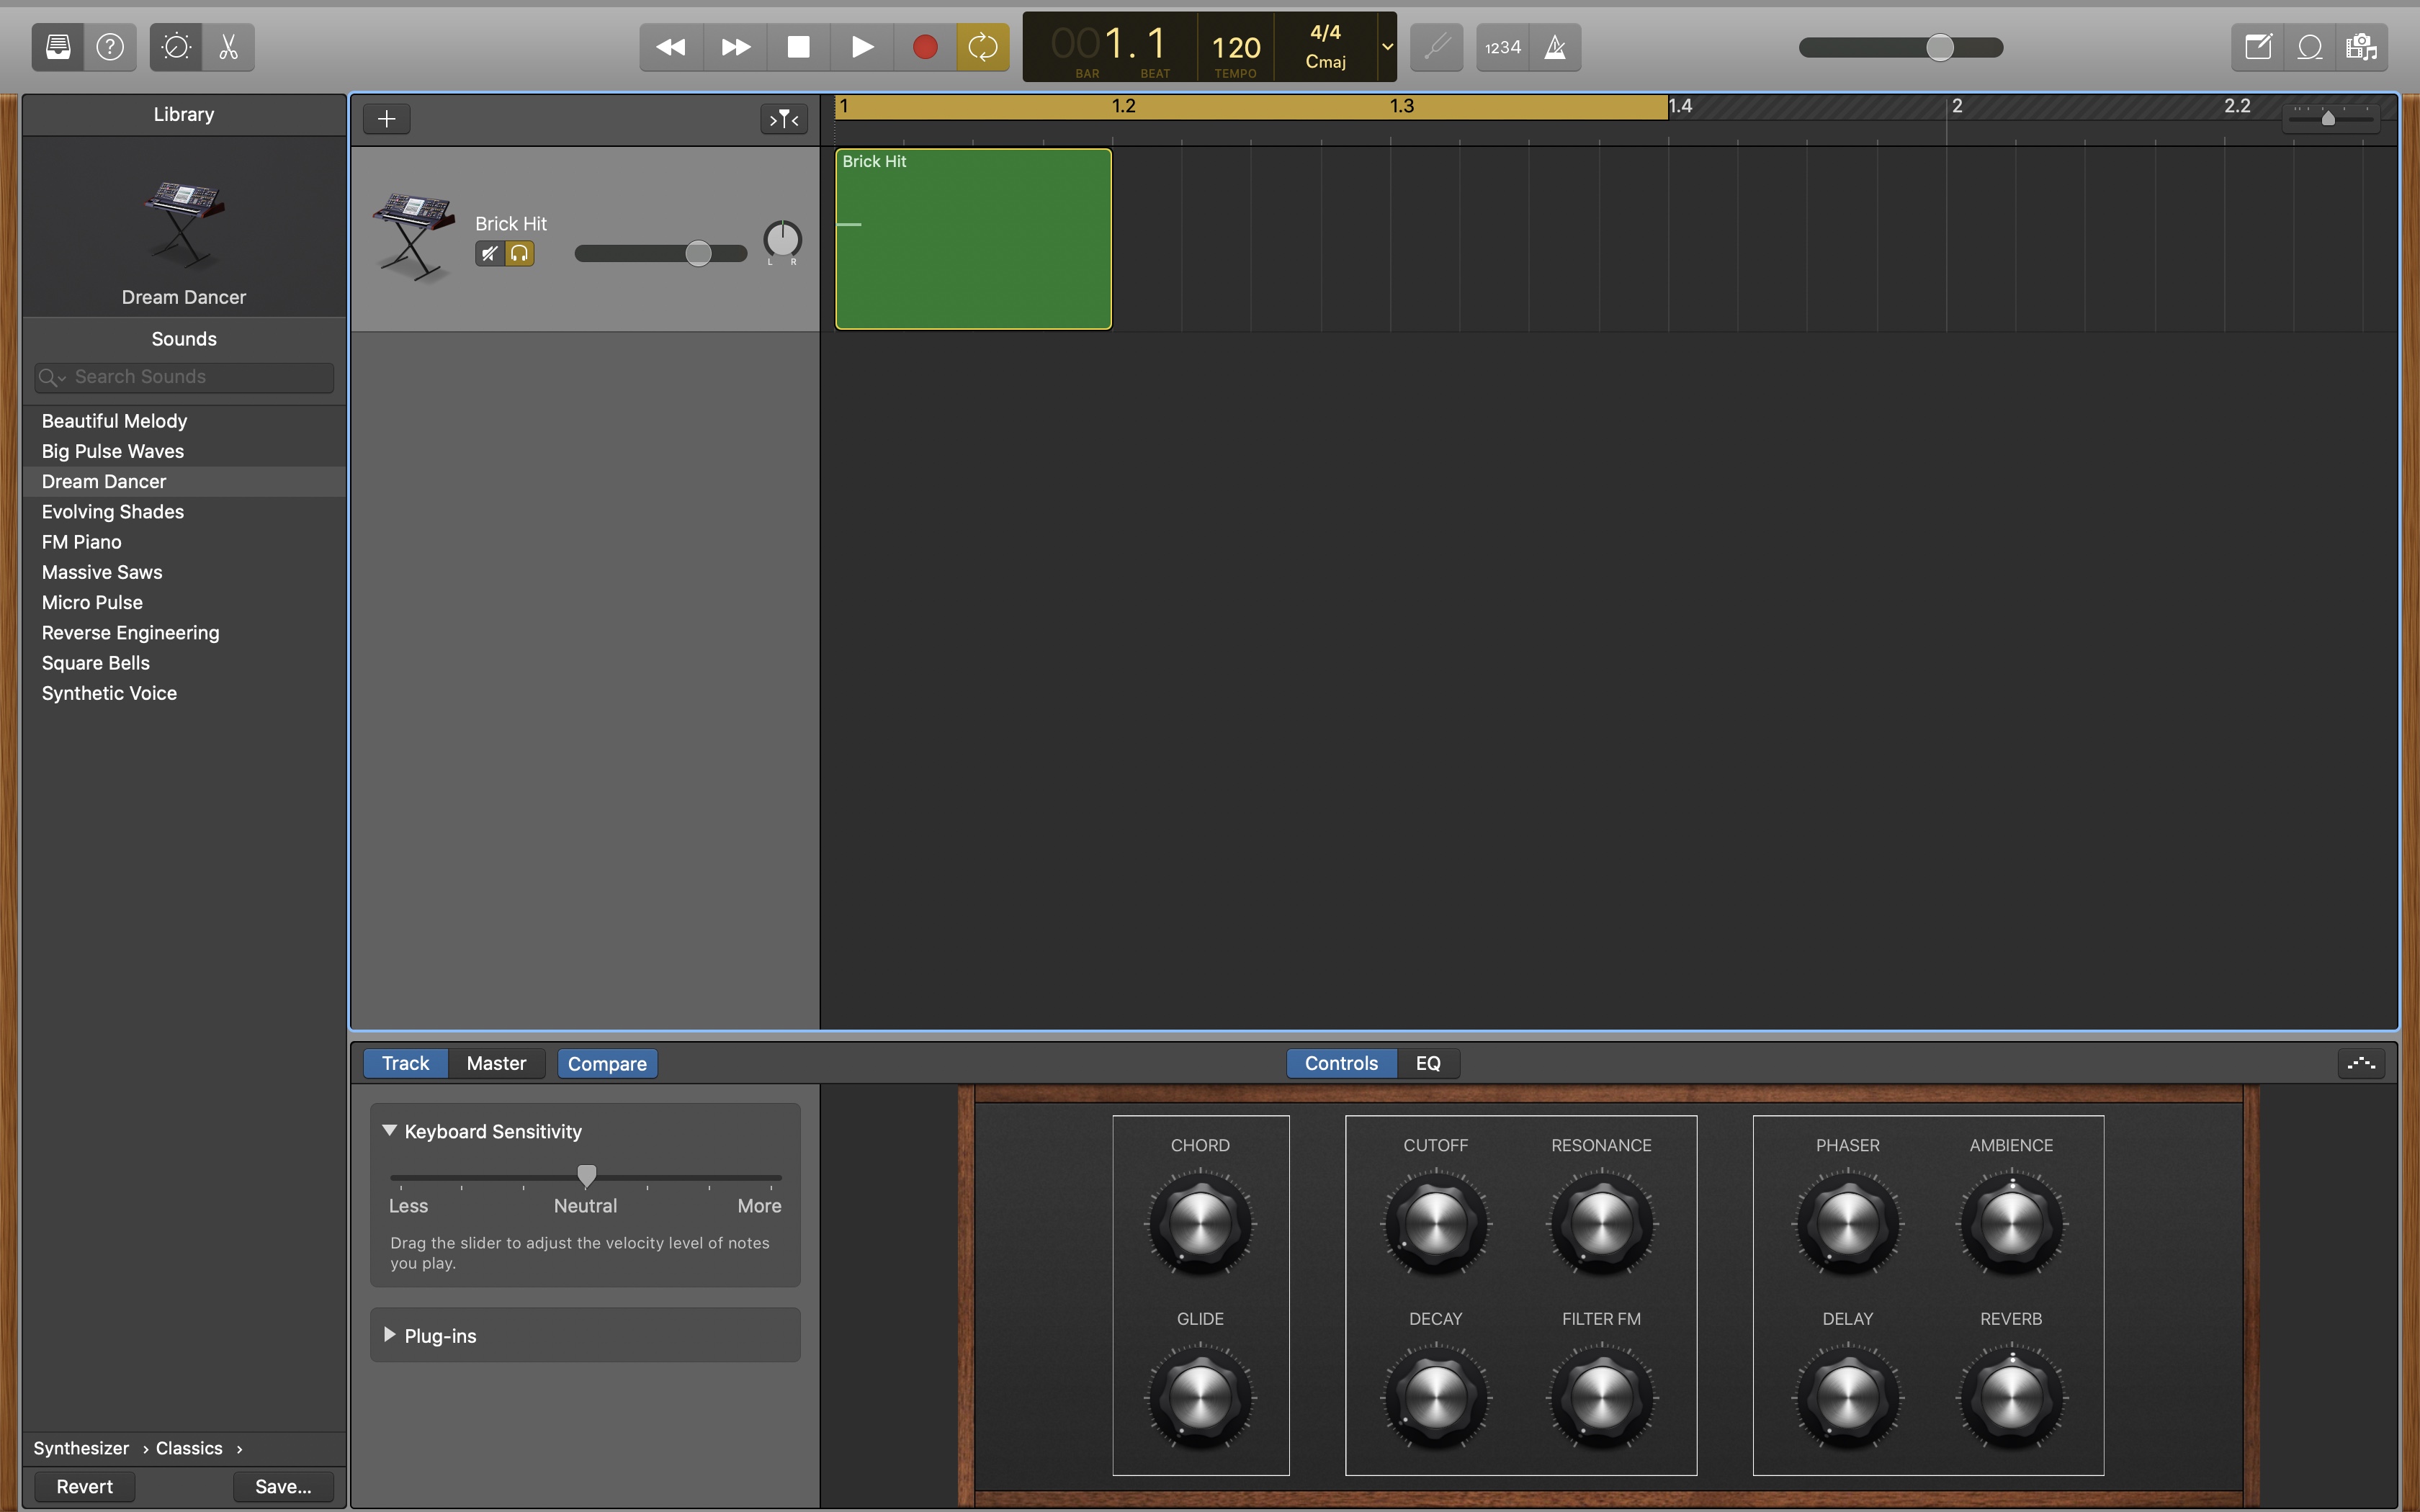 001. 1
BAR BEAT
120
TEMPO
4/4
Cmaj
1234
Library
Dream Dancer
Sounds
Search Sounds
Beautiful Melody
Big Pulse Waves
Dream Dancer
Evolving Shades
FM Piano
Massive Saws
Micro Pulse
Reverse Engineering
Square Bells
Synthetic Voice
Synthesizer › Classics ›
Revert Save...
1 1.2 1.3 1.4 2 2.2
Brick Hit
L R
Brick Hit
Track Master Compare
Controls EQ
Keyboard Sensitivity
Less Neutral More
Drag the slider to adjust the velocity level of notes
you play.
Plug-ins
CHORD CUTOFF RESONANCE PHASER AMBIENCE
GLIDE DECAY FILTER FM DELAY REVERB